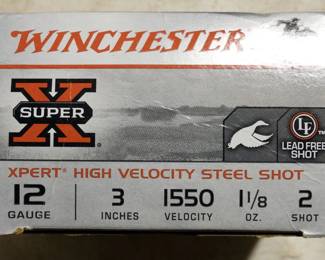 WINCHESTER
SUPER
X
LF
LEAD FREE
SHOT
XPERT® HIGH VELOCITY STEEL SHOT
12 3 1550 1 1/8 2
GAUGE INCHES VELOCITY OZ. SHOT